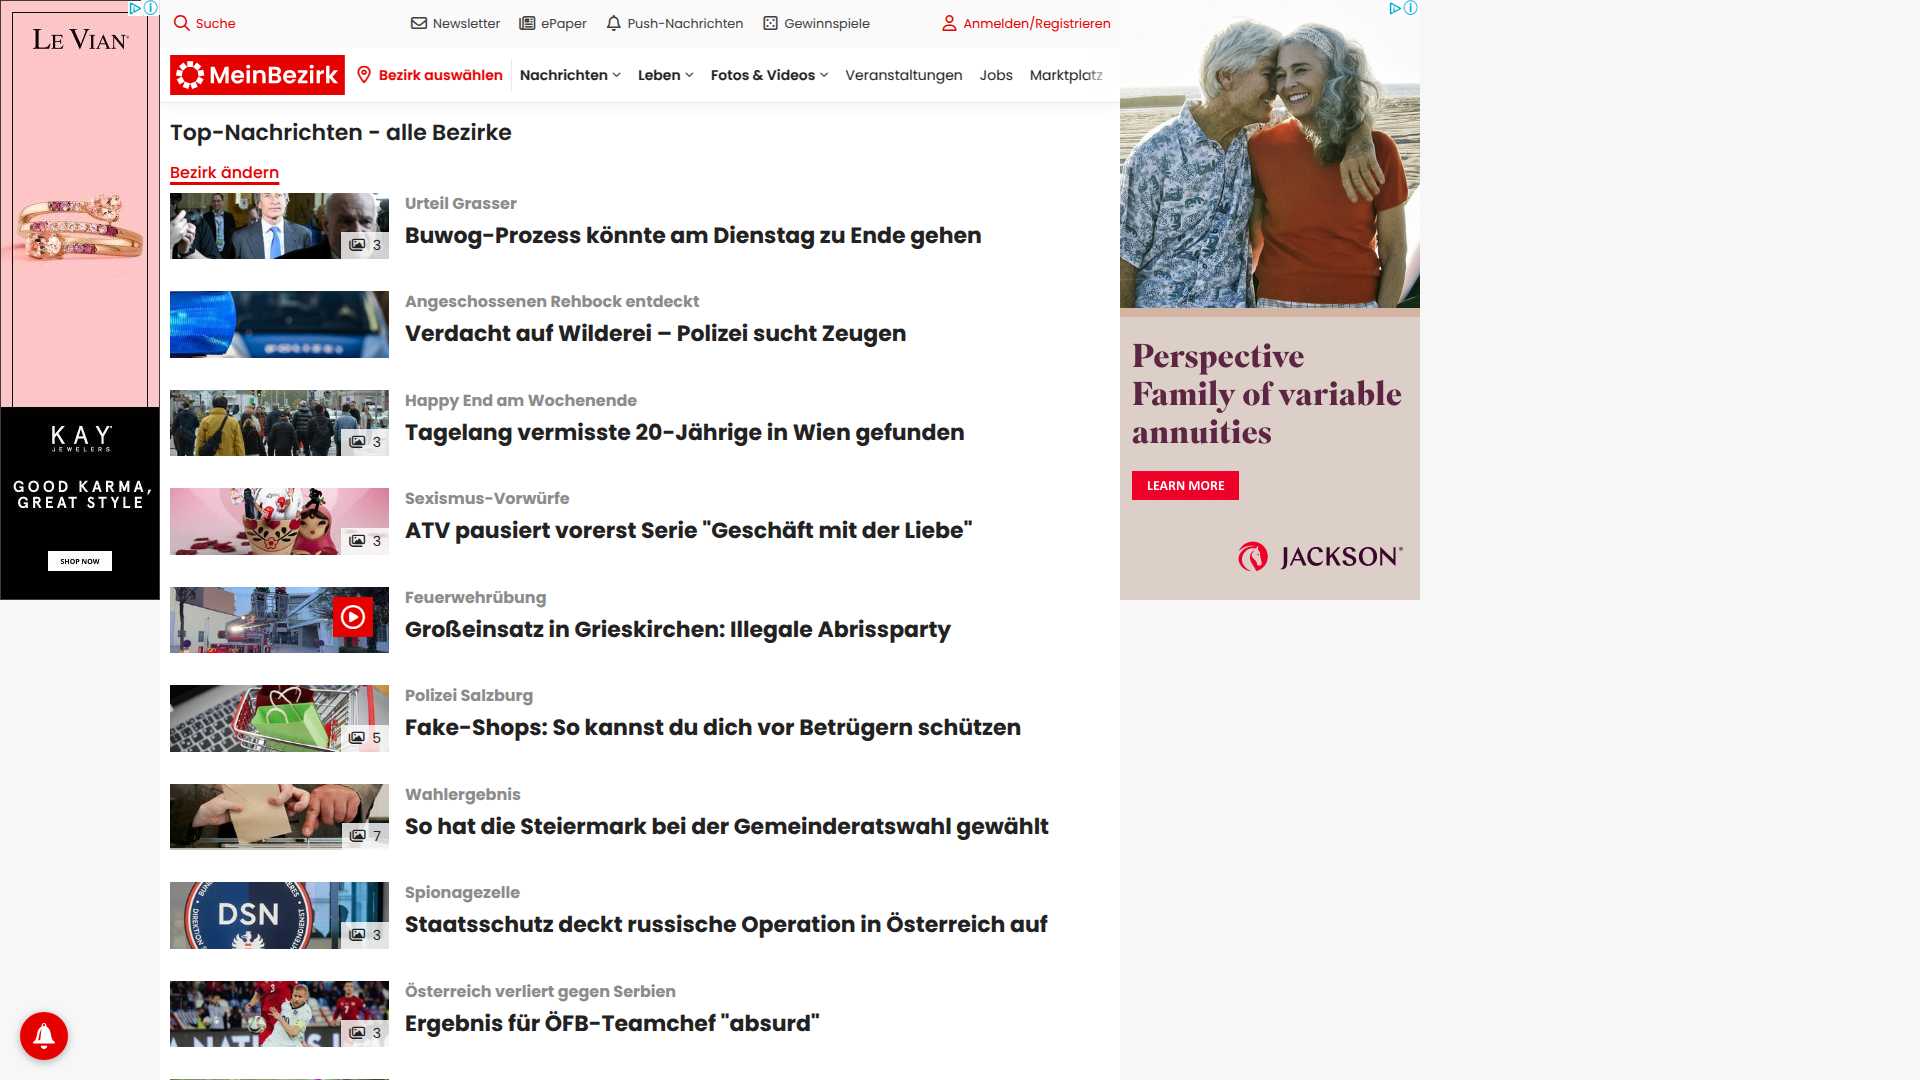 LE VIAN
KAY
JEWELERS
GOOD KARMA,
GREAT STYLE
SHOP NOW
Suche
Newsletter
ePaper
Push-Nachrichten
Gewinnspiele
Anmelden/Registrieren
MeinBezirk
Bezirk auswählen
Nachrichten
Leben
Fotos & Videos
Veranstaltungen
Jobs
Marktplatz
Top-Nachrichten - alle Bezirke
Bezirk ändern
3
Urteil Grasser
Buwog-Prozess könnte am Dienstag zu Ende gehen
Angeschossenen Rehbock entdeckt
Verdacht auf Wilderei – Polizei sucht Zeugen
3
Happy End am Wochenende
Tagelang vermisste 20-Jährige in Wien gefunden
3
Sexismus-Vorwürfe
ATV pausiert vorerst Serie "Geschäft mit der Liebe"
Feuerwehrübung
Großeinsatz in Grieskirchen: Illegale Abrissparty
5
Polizei Salzburg
Fake-Shops: So kannst du dich vor Betrügern schützen
7
Wahlergebnis
So hat die Steiermark bei der Gemeinderatswahl gewählt
DSN
3
Spionagezelle
Staatsschutz deckt russische Operation in Österreich auf
3
Österreich verliert gegen Serbien
Ergebnis für ÖFB-Teamchef "absurd"
Perspective
Family of variable
annuities
LEARN MORE
JACKSON